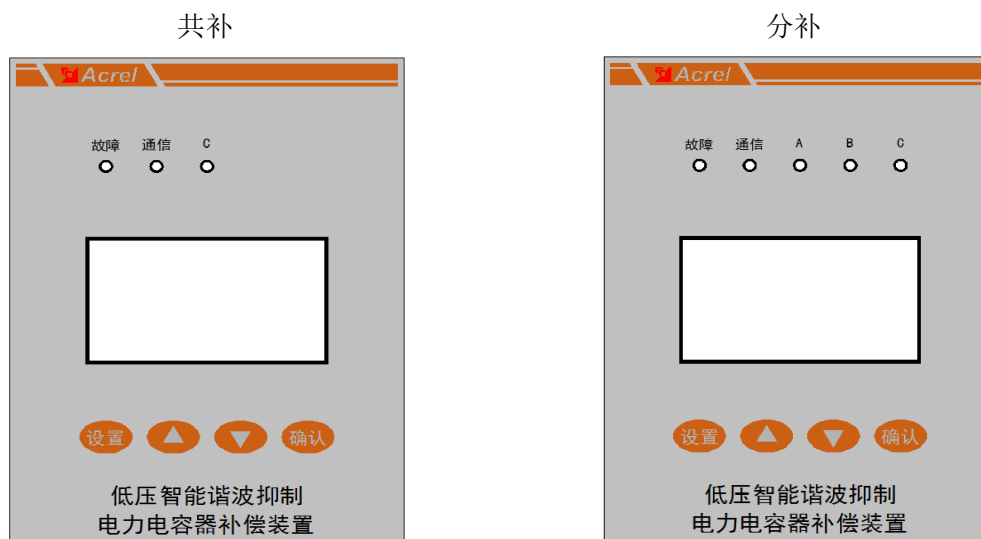 共补
Acrel
故障 通信 C
设置 确认
低压智能谐波抑制
电力电容器补偿装置
分补
Acrel
故障 通信 A B C
设置 确认
低压智能谐波抑制
电力电容器补偿装置